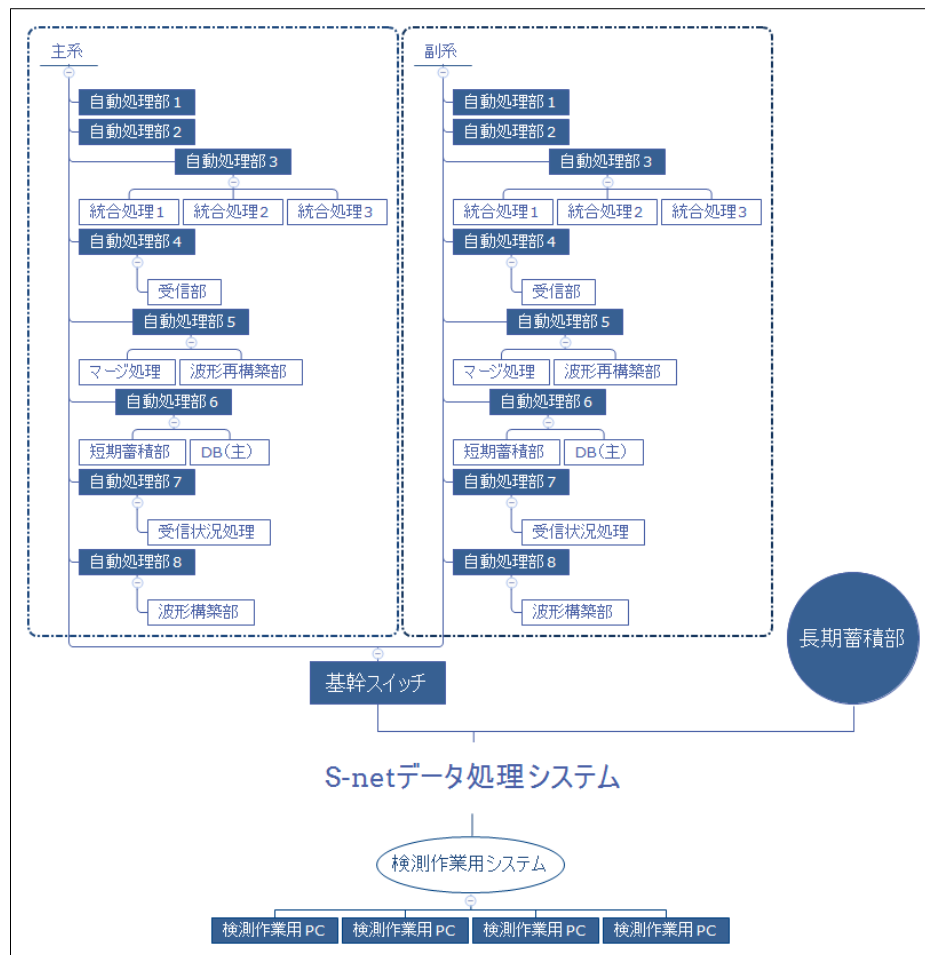 主系
自動処理部1
自動処理部2
自動処理部3
統合処理1 統合処理2 統合処理3
自動処理部4
受信部
自動処理部5
マージ処理 波形再構築部
自動処理部6
短期蓄積部 DB(主)
自動処理部7
受信状況処理
自動処理部8
波形構築部
副系
自動処理部1
自動処理部2
自動処理部3
統合処理1 統合処理2 統合処理3
自動処理部4
受信部
自動処理部5
マージ処理 波形再構築部
自動処理部6
短期蓄積部 DB(主)
自動処理部7
受信状況処理
自動処理部8
波形構築部
長期蓄積部
基幹スイッチ
S-netデータ処理システム
検測作業用システム
検測作業用PC 検測作業用PC 検測作業用PC 検測作業用PC